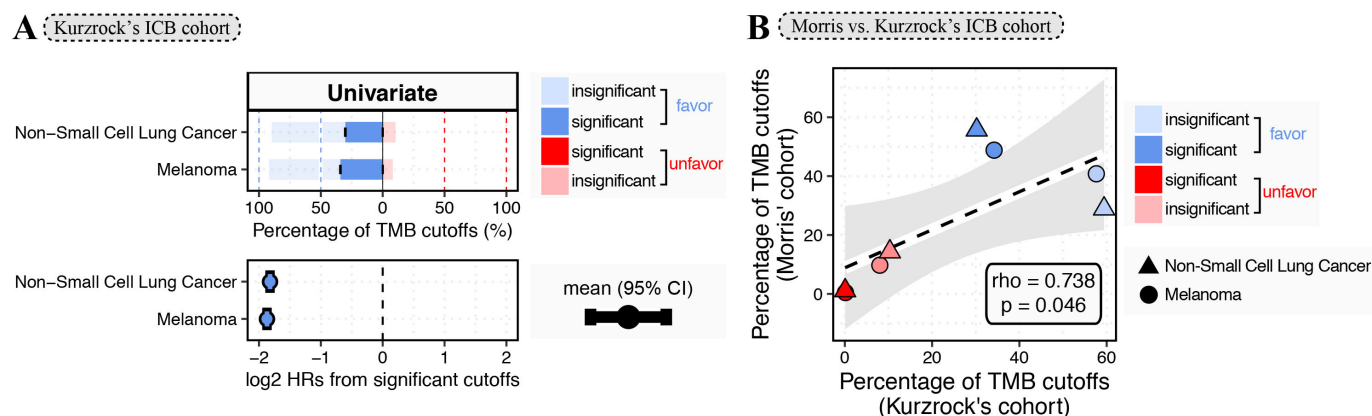 A Kurzrock's ICB cohort
Univariate
Non-Small Cell Lung Cancer
Melanoma
100 50 0 50 100
Percentage of TMB cutoffs (%)
insignificant
significant
favor
significant
insignificant
unfavor
Non-Small Cell Lung Cancer
Melanoma
-2 -1 0 1 2
log2 HRs from significant cutoffs
mean (95% CI)
B Morris vs. Kurzrock's ICB cohort
Percentage of TMB cutoffs
(Morris' cohort)
60
40
20
0
rho = 0.738
p = 0.046
0 20 40 60
Percentage of TMB cutoffs
(Kurzrock's cohort)
insignificant
significant
favor
significant
insignificant
unfavor
Non-Small Cell Lung Cancer
Melanoma